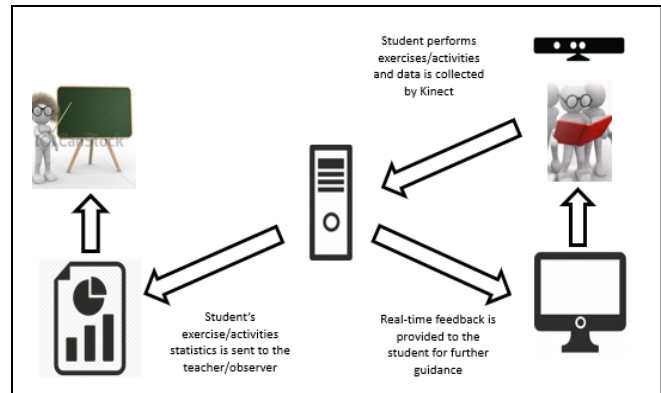 Student performs
exercises/activities
and data is collected
by Kinect
CanStock
Student's
exercise/activities
statistics is sent to the
teacher/observer
Real-time feedback is
provided to the
student for further
guidance